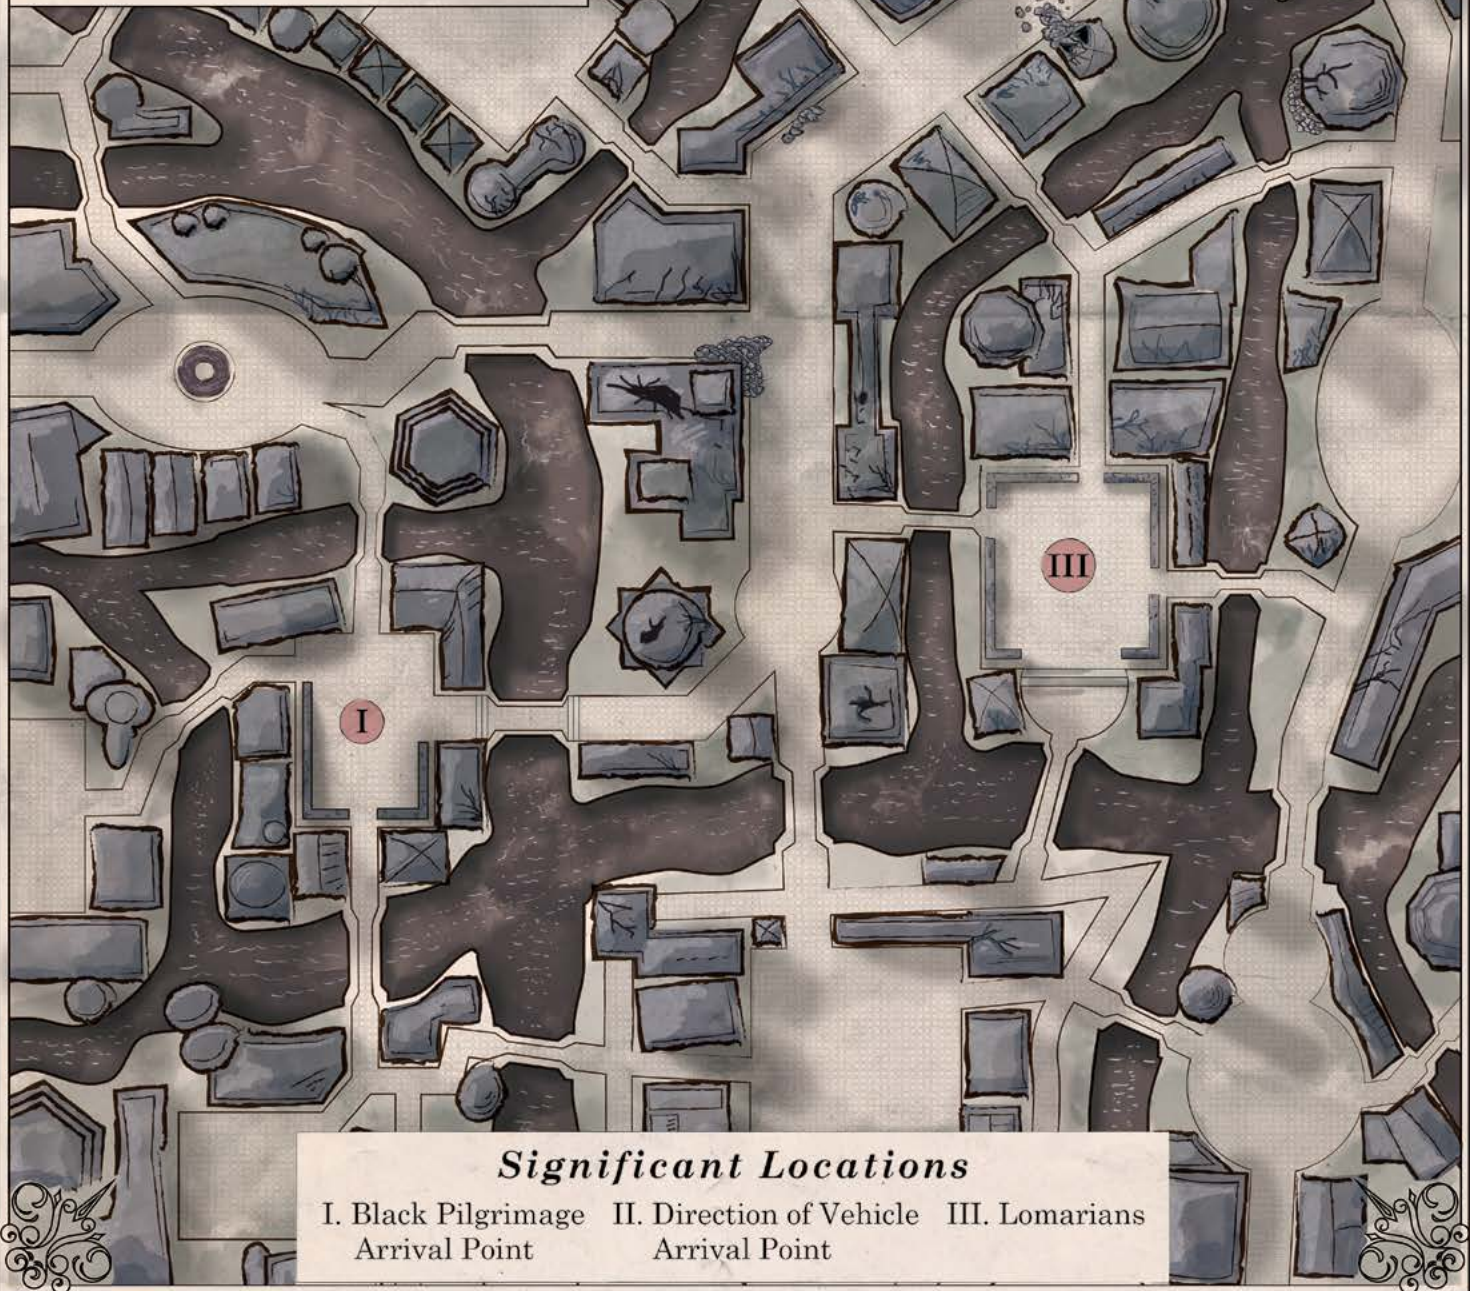 III
I
Significant Locations
I. Black Pilgrimage II. Direction of Vehicle III. Lomarians
Arrival Point Arrival Point